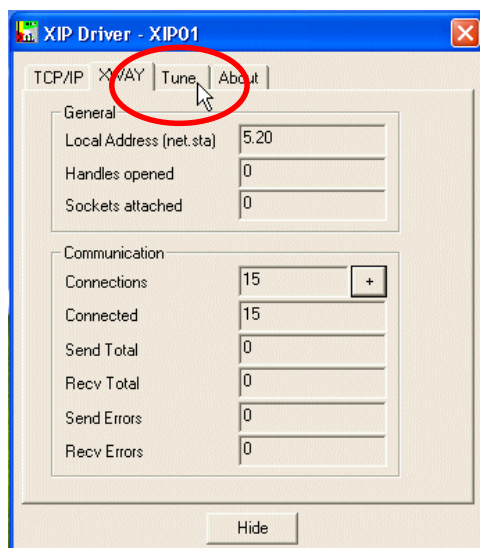 XIP Driver - XIP01
TCP/IP XWAY Tune About
General
Local Address (net.sta) 5.20
Handles opened 0
Sockets attached 0
Communication
Connections 15 +
Connected 15
Send Total 0
Recv Total 0
Send Errors 0
Recv Errors 0
Hide